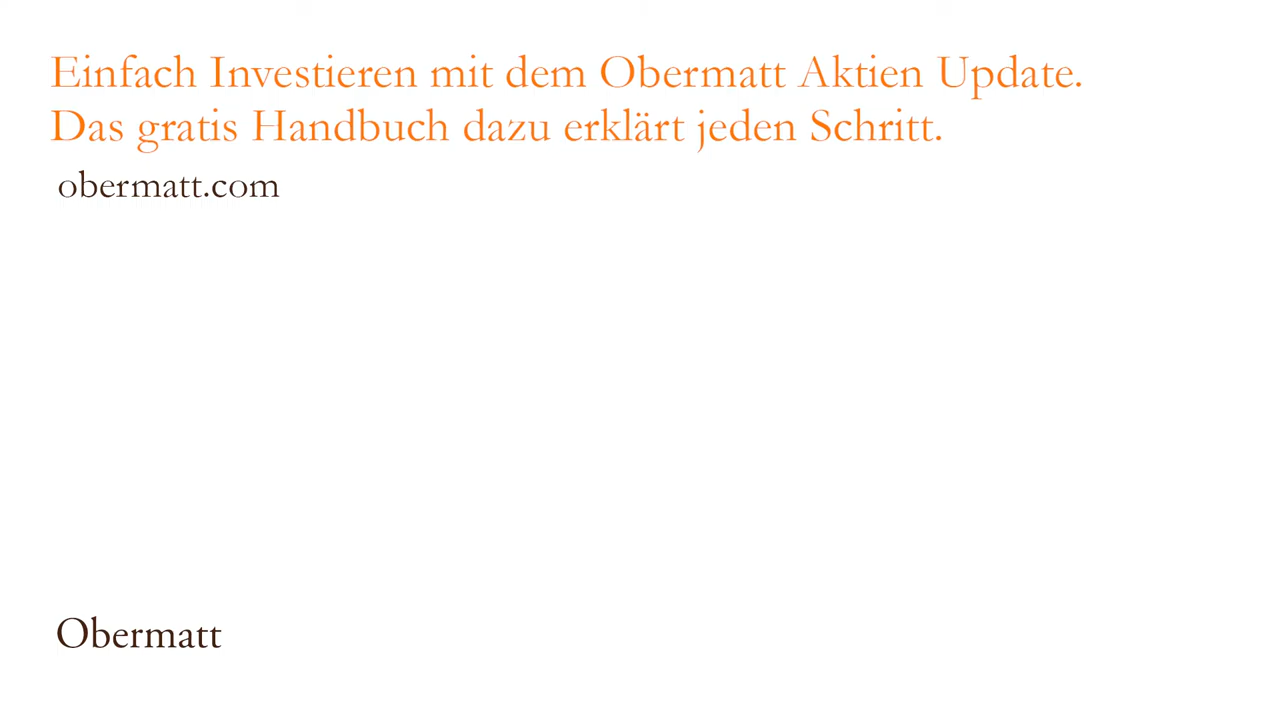 Einfach Investieren mit dem Obermatt Aktien Update.
Das gratis Handbuch dazu erklärt jeden Schritt.
obermatt.com
Obermatt